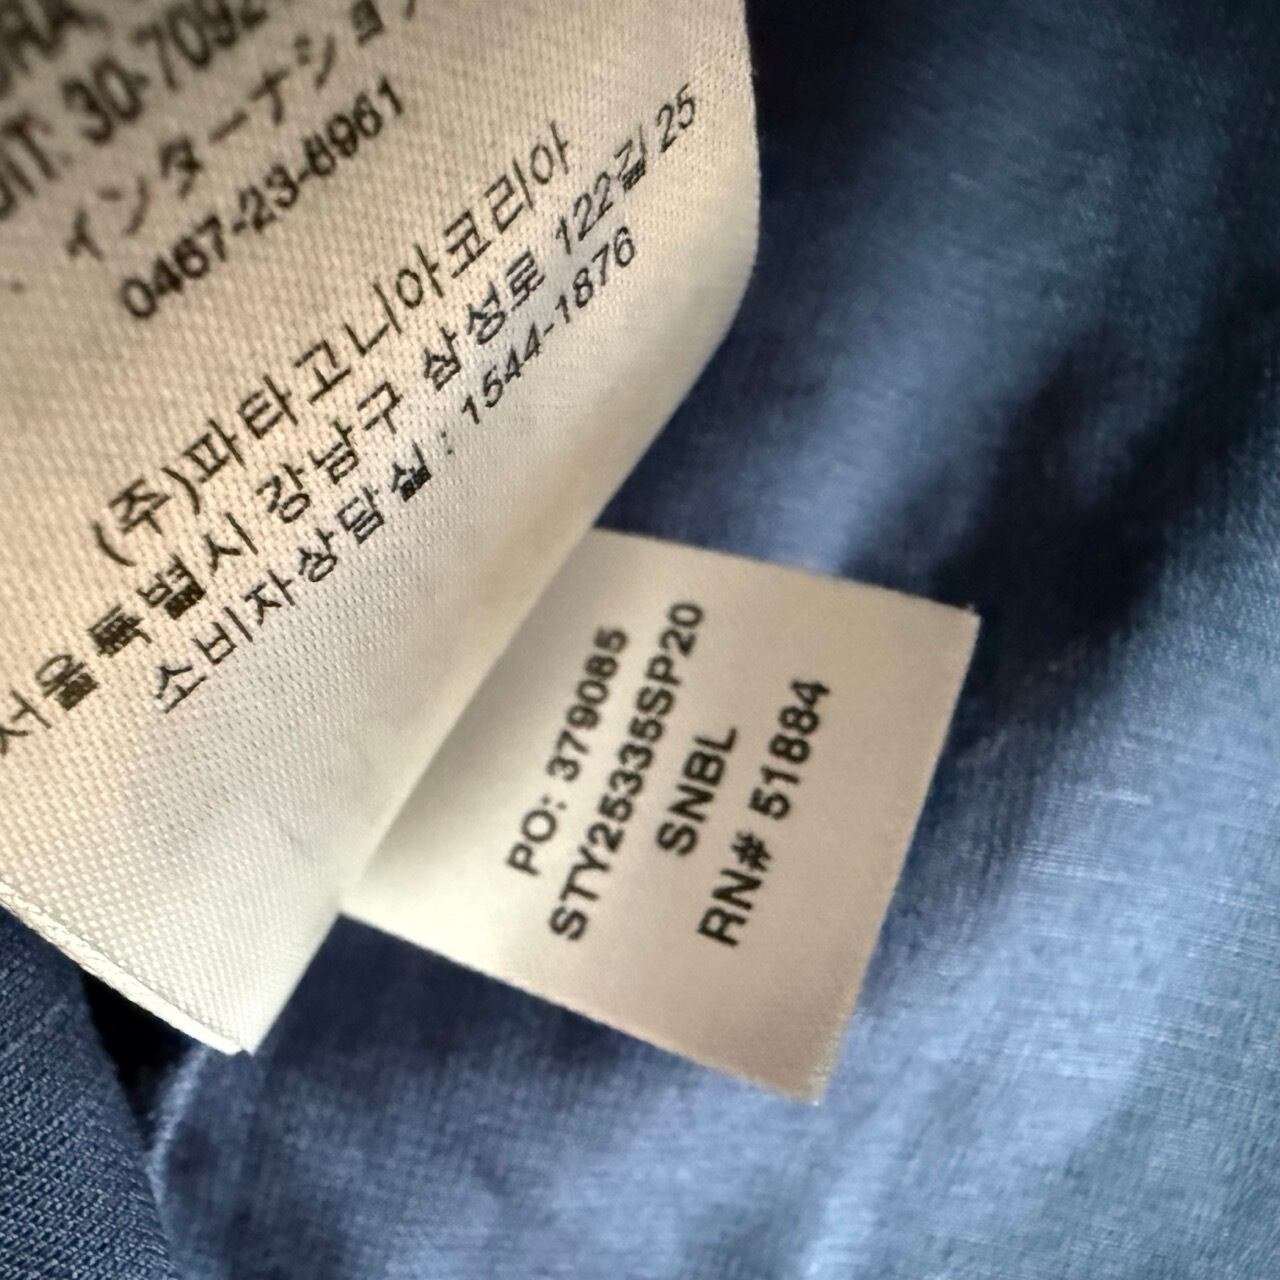 30-7092
インターナショ
0467-23-8961
(주)파타고니아코리아
서울특별시 강남구 삼성로 122길 25
소비자상담실 : 1544-1876
PO: 379085
STY25335SP20
SNBL
RN# 51884